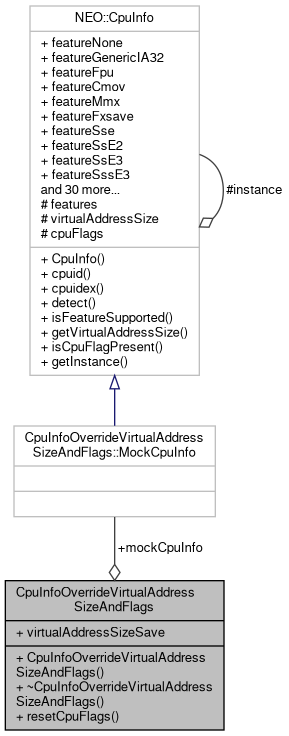 NEO::CpuInfo
+ featureNone
+ featureGenericIA32
+ featureFpu
+ featureCmov
+ featureMmx
+ featureFxsave
+ featureSse
+ featureSsE2
+ featureSsE3
+ featureSssE3
and 30 more...
# features
# virtualAddressSize
# cpuFlags
+ CpuInfo()
+ cpuid()
+ cpuidex()
+ detect()
+ isFeatureSupported()
+ getVirtualAddressSize()
+ isCpuFlagPresent()
+ getInstance()
#instance
CpuInfoOverrideVirtualAddress
SizeAndFlags::MockCpuInfo
+mockCpuInfo
CpuInfoOverrideVirtualAddress
SizeAndFlags
+ virtualAddressSizeSave
+ CpuInfoOverrideVirtualAddress
SizeAndFlags()
+ ~CpuInfoOverrideVirtualAddress
SizeAndFlags()
+ resetCpuFlags()